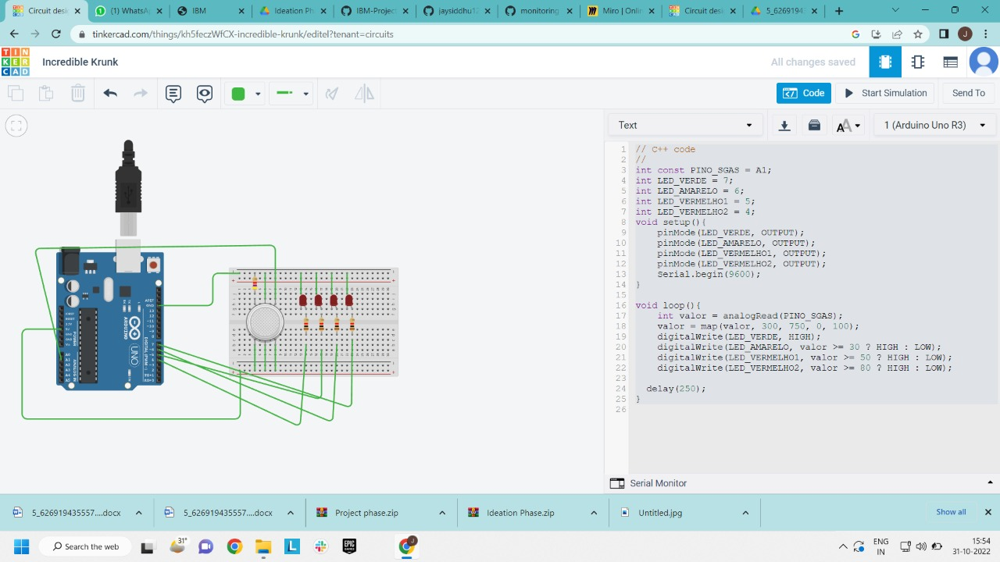 Circuit desi
(1) WhatsA
IBM
Ideation Ph
IBM-Projec
jaysiddhu12
monitoring
Miro | Onlin
Circuit desi
5_6269194
tinkercad.com/things/kh5feczWfCX-incredible-krunk/editel?tenant=circuits
J
TIN
KER
CAD
Incredible Krunk
All changes saved
Code
Start Simulation
Send To
Text
AA
1 (Arduino Uno R3)
1 // C++ code
2 //
3 int const PINO_SGAS = A1;
4 int LED_VERDE = 7;
5 int LED_AMARELO = 6;
6 int LED_VERMELHO1 = 5;
7 int LED_VERMELHO2 = 4;
8 void setup(){
9 pinMode(LED_VERDE, OUTPUT);
10 pinMode(LED_AMARELO, OUTPUT);
11 pinMode(LED_VERMELHO1, OUTPUT);
12 pinMode(LED_VERMELHO2, OUTPUT);
13 Serial.begin(9600);
14 }
15
16 void loop(){
17 int valor = analogRead(PINO_SGAS);
18 valor = map(valor, 300, 750, 0, 100);
19 digitalWrite(LED_VERDE, HIGH);
20 digitalWrite(LED_AMARELO, valor >= 30 ? HIGH : LOW);
21 digitalWrite(LED_VERMELHO1, valor >= 50 ? HIGH : LOW);
22 digitalWrite(LED_VERMELHO2, valor >= 80 ? HIGH : LOW);
23
24 delay(250);
25 }
26
ARDUINO
UNO
Serial Monitor
5_626919435557....docx
5_626919435557....docx
Project phase.zip
Ideation Phase.zip
Untitled.jpg
Show all
Search the web
31°
L
EPIC
GAMES
J
ENG
IN
15:54
31-10-2022